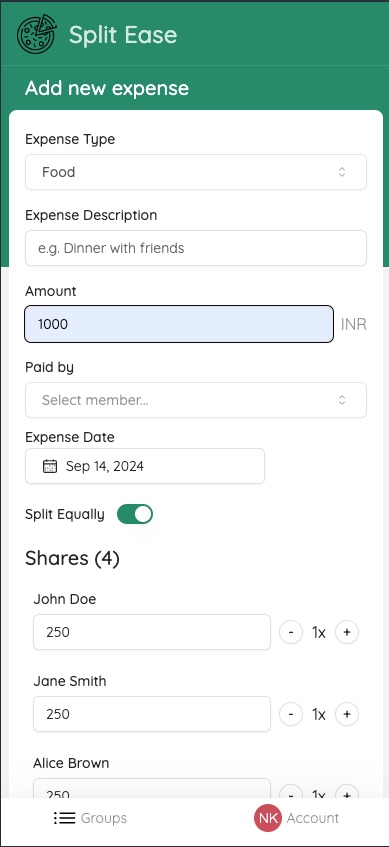 Split Ease
Add new expense
Expense Type
Food
Expense Description
e.g. Dinner with friends
Amount
1000 INR
Paid by
Select member...
Expense Date
Sep 14, 2024
Split Equally
Shares (4)
John Doe
250 - 1x +
Jane Smith
250 - 1x +
Alice Brown
250 - 1x +
Groups NK Account